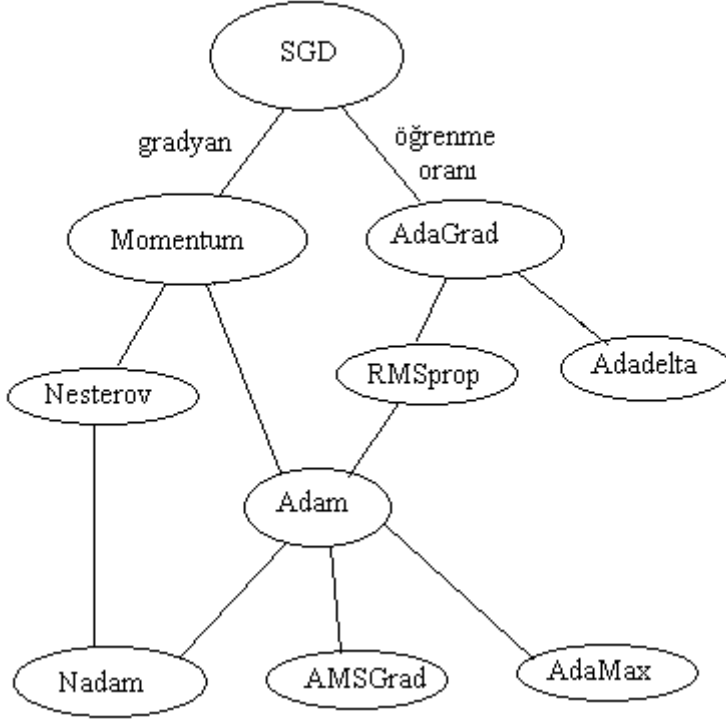 SGD
gradyan
öğrenme
oranı
Momentum
AdaGrad
Nesterov
RMSprop
Adadelta
Adam
Nadam
AMSGrad
AdaMax